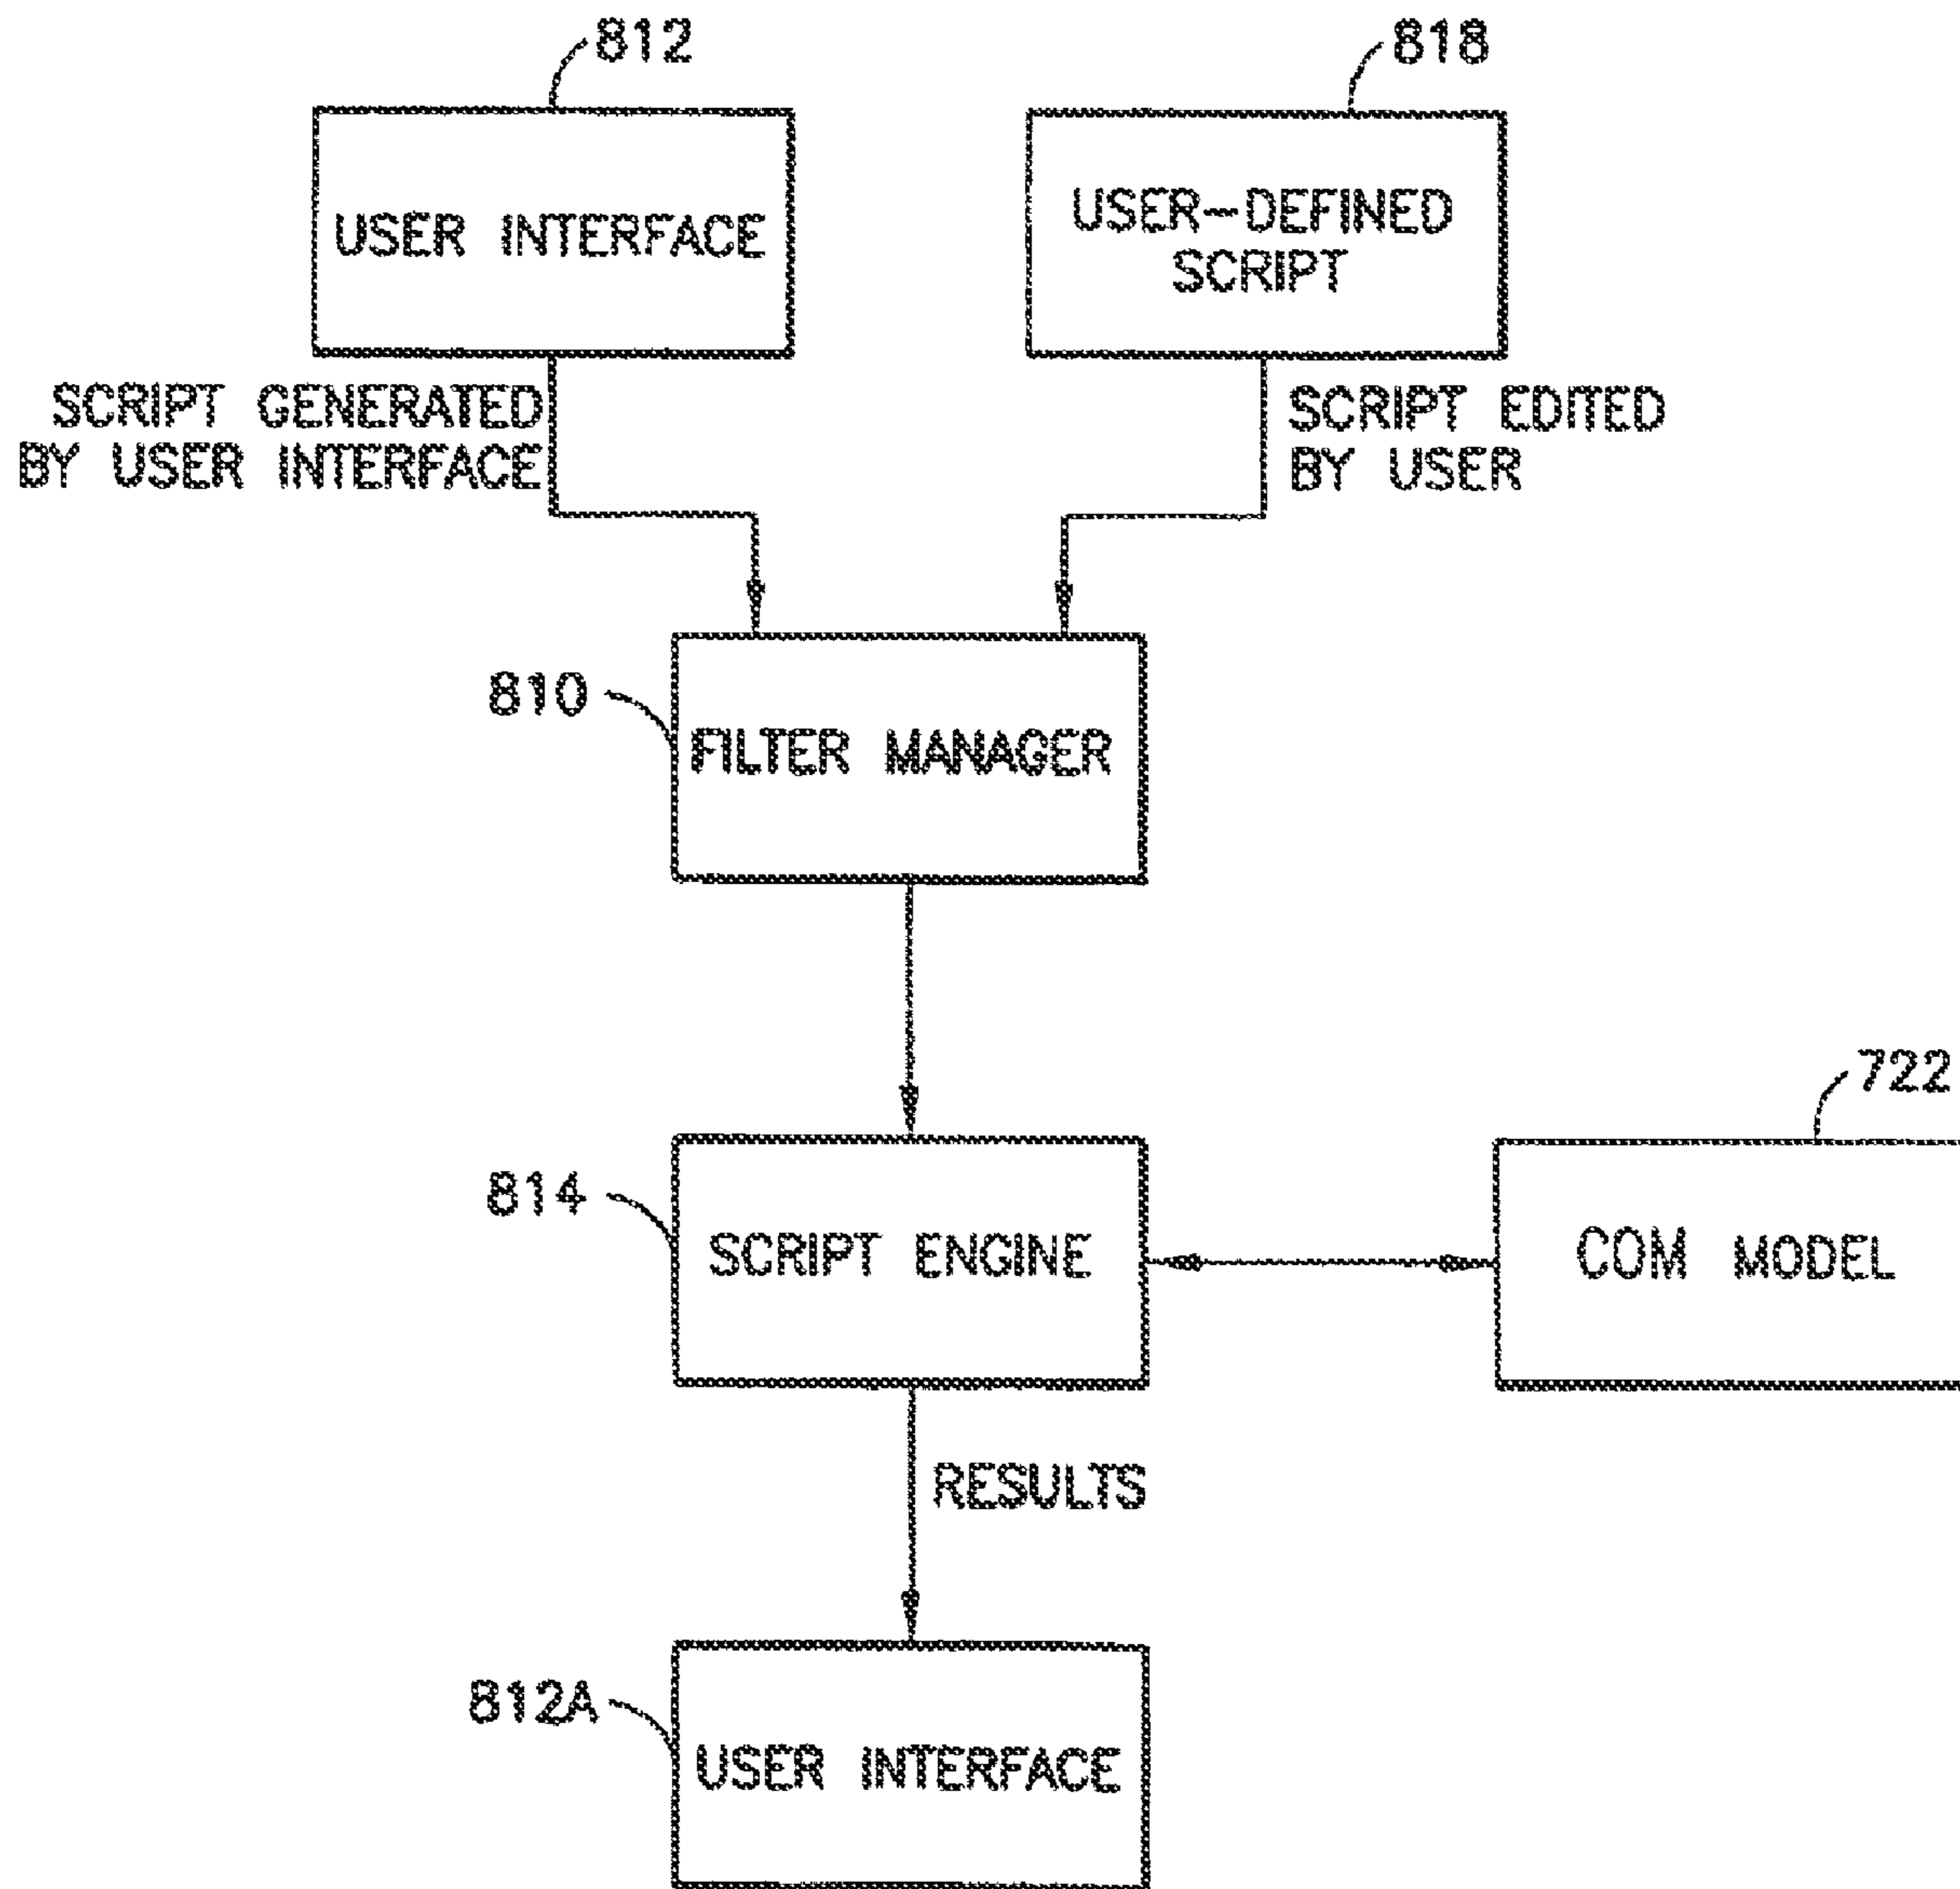 812
818
USER INTERFACE
USER-DEFINED
SCRIPT
SCRIPT GENERATED
BY USER INTERFACE
SCRIPT EDITED
BY USER
810
FILTER MANAGER
722
814
SCRIPT ENGINE
COM MODEL
RESULTS
812A
USER INTERFACE